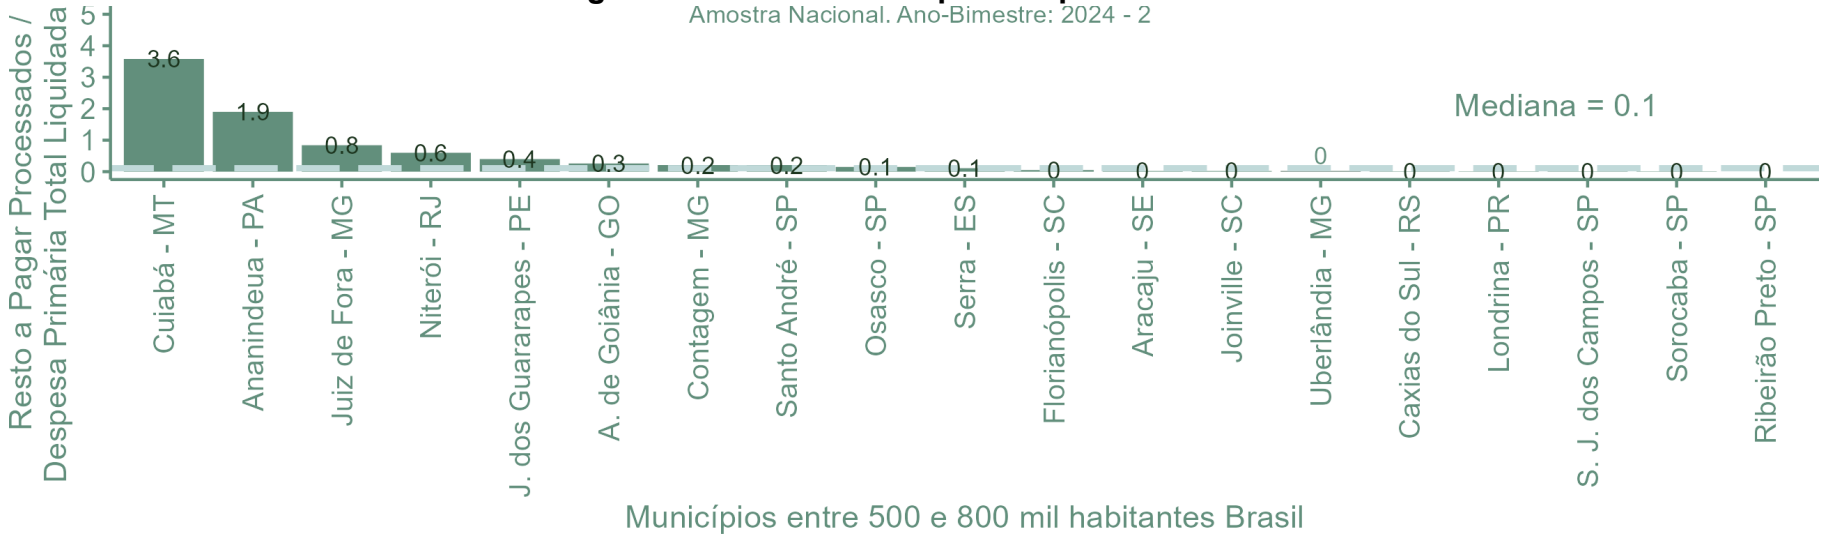 Amostra Nacional. Ano-Bimestre: 2024 - 2
Resto a Pagar Processados /
Despesa Primária Total Liquidada
5
4
3
2
1
0
3.6
1.9
0.8
0.6
0.4
0.3
0.2
0.2
0.1
0.1
0
0
0
0
0
0
0
0
0
Mediana = 0.1
Cuiabá - MT
Ananindeua - PA
Juiz de Fora - MG
Niterói - RJ
J. dos Guararapes - PE
A. de Goiânia - GO
Contagem - MG
Santo André - SP
Osasco - SP
Serra - ES
Florianópolis - SC
Aracaju - SE
Joinville - SC
Uberlândia - MG
Caxias do Sul - RS
Londrina - PR
S. J. dos Campos - SP
Sorocaba - SP
Ribeirão Preto - SP
Municípios entre 500 e 800 mil habitantes Brasil